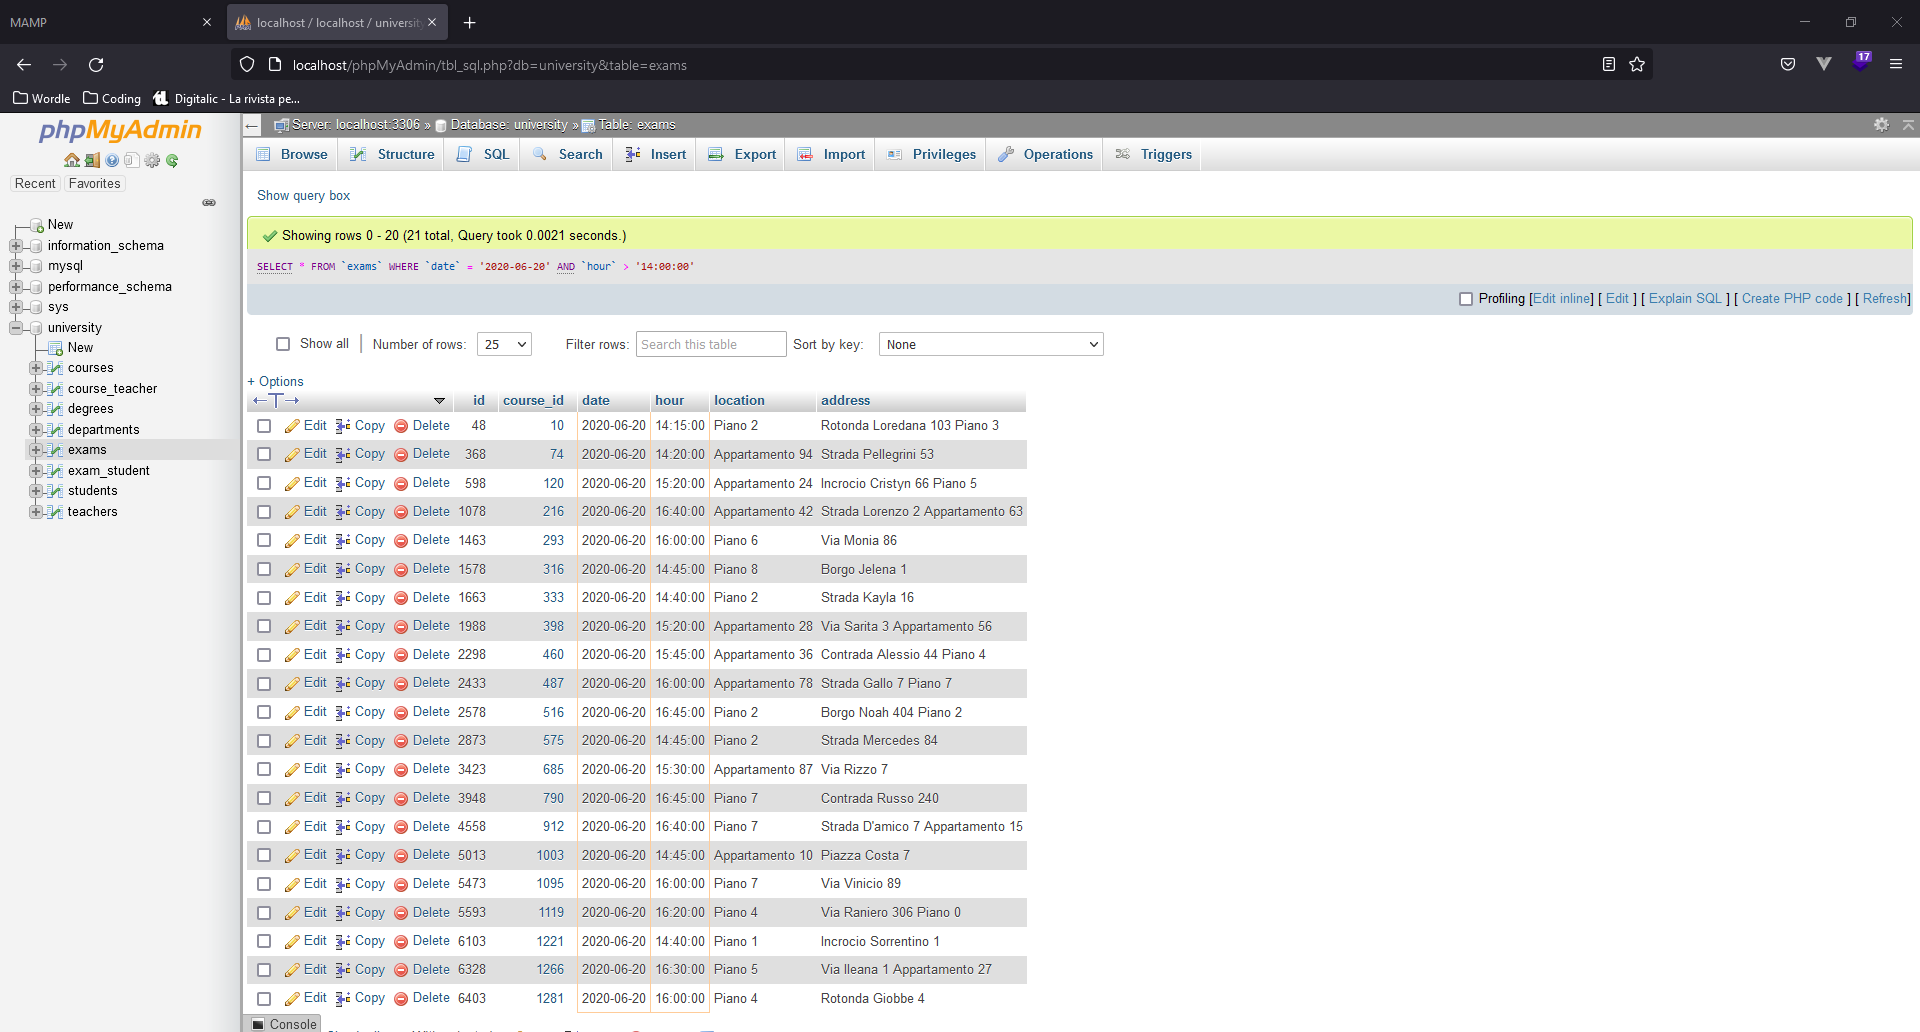 MAMP
localhost / localhost / university
localhost/phpMyAdmin/tbl_sql.php?db=university&table=exams
17
Wordle Coding Digitalic - La rivista pe...
phpMyAdmin
Recent Favorites
New
information_schema
mysql
performance_schema
sys
university
New
courses
course_teacher
degrees
departments
exams
exam_student
students
teachers
Server: localhost:3306 » Database: university » Table: exams
Browse Structure SQL Search Insert Export Import Privileges Operations Triggers
Show query box
Showing rows 0 - 20 (21 total, Query took 0.0021 seconds.)
SELECT * FROM `exams` WHERE `date` = '2020-06-20' AND `hour` > '14:00:00'
Profiling [Edit inline] [ Edit ] [ Explain SQL ] [ Create PHP code ] [ Refresh]
Show all Number of rows: 25 Filter rows: Search this table Sort by key: None
+ Options
←T→ id course_id date hour location address
Edit Copy Delete 48 10 2020-06-20 14:15:00 Piano 2 Rotonda Loredana 103 Piano 3
Edit Copy Delete 368 74 2020-06-20 14:20:00 Appartamento 94 Strada Pellegrini 53
Edit Copy Delete 598 120 2020-06-20 15:20:00 Appartamento 24 Incrocio Cristyn 66 Piano 5
Edit Copy Delete 1078 216 2020-06-20 16:40:00 Appartamento 42 Strada Lorenzo 2 Appartamento 63
Edit Copy Delete 1463 293 2020-06-20 16:00:00 Piano 6 Via Monia 86
Edit Copy Delete 1578 316 2020-06-20 14:45:00 Piano 8 Borgo Jelena 1
Edit Copy Delete 1663 333 2020-06-20 14:40:00 Piano 2 Strada Kayla 16
Edit Copy Delete 1988 398 2020-06-20 15:20:00 Appartamento 28 Via Sarita 3 Appartamento 56
Edit Copy Delete 2298 460 2020-06-20 15:45:00 Appartamento 36 Contrada Alessio 44 Piano 4
Edit Copy Delete 2433 487 2020-06-20 16:00:00 Appartamento 78 Strada Gallo 7 Piano 7
Edit Copy Delete 2578 516 2020-06-20 16:45:00 Piano 2 Borgo Noah 404 Piano 2
Edit Copy Delete 2873 575 2020-06-20 14:45:00 Piano 2 Strada Mercedes 84
Edit Copy Delete 3423 685 2020-06-20 15:30:00 Appartamento 87 Via Rizzo 7
Edit Copy Delete 3948 790 2020-06-20 16:45:00 Piano 7 Contrada Russo 240
Edit Copy Delete 4558 912 2020-06-20 16:40:00 Piano 7 Strada D'amico 7 Appartamento 15
Edit Copy Delete 5013 1003 2020-06-20 14:45:00 Appartamento 10 Piazza Costa 7
Edit Copy Delete 5473 1095 2020-06-20 16:00:00 Piano 7 Via Vinicio 89
Edit Copy Delete 5593 1119 2020-06-20 16:20:00 Piano 4 Via Raniero 306 Piano 0
Edit Copy Delete 6103 1221 2020-06-20 14:40:00 Piano 1 Incrocio Sorrentino 1
Edit Copy Delete 6328 1266 2020-06-20 16:30:00 Piano 5 Via Ileana 1 Appartamento 27
Edit Copy Delete 6403 1281 2020-06-20 16:00:00 Piano 4 Rotonda Giobbe 4
Console